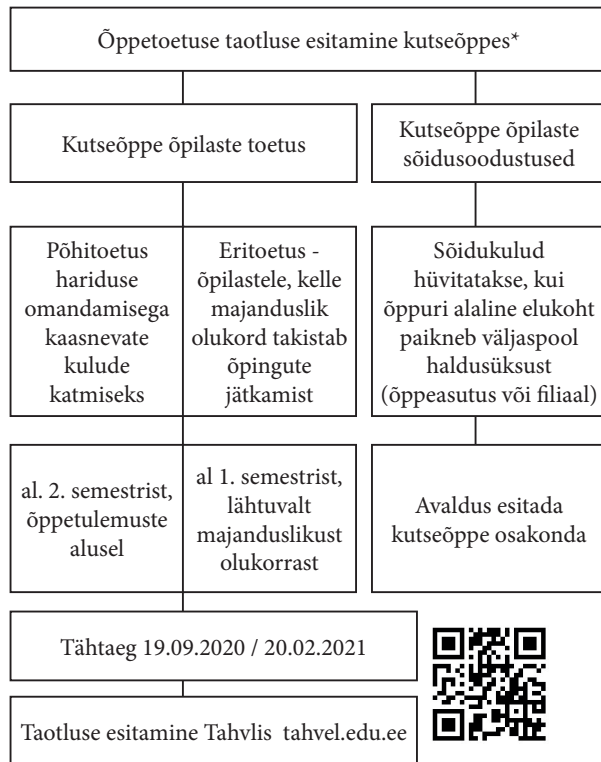 Õppetoetuse taotluse esitamine kutseõppes*
Kutseõppe õpilaste toetus
Kutseõppe õpilaste
sõidusoodustused
Põhitoetus
hariduse
omandamisega
kaasnevate
kulude
katmiseks
Eritoetus -
õpilastele, kelle
majanduslik
olukord takistab
õpingute
jätkamist
Sõidukulud
hüvitatakse, kui
õppuri alaline elukoht
paikneb väljaspool
haldusüksust
(õppeasutus või filiaal)
al. 2. semestrist,
õppetulemuste
alusel
al 1. semestrist,
lähtuvalt
majanduslikust
olukorrast
Avaldus esitada
kutseõppe osakonda
Tähtaeg 19.09.2020 / 20.02.2021
Taotluse esitamine Tahvlis tahvel.edu.ee